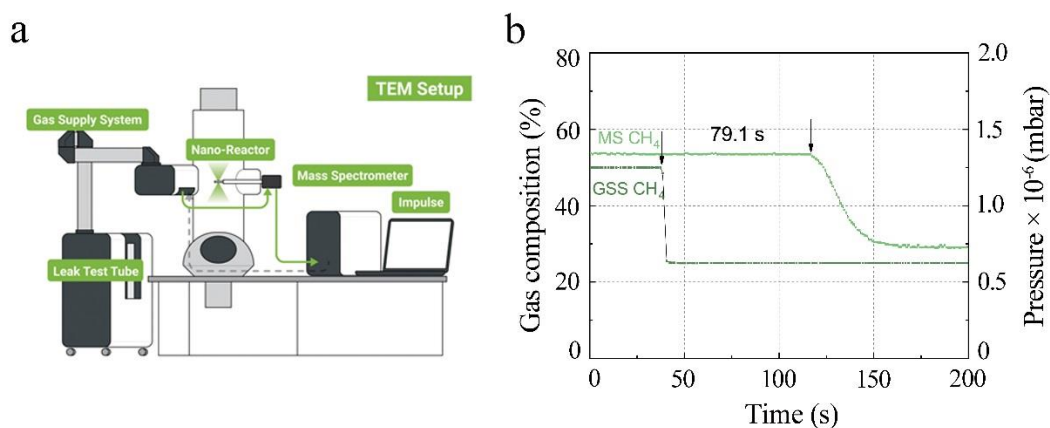 a
TEM Setup
Gas Supply System
Nano-Reactor
Mass Spectrometer
Impulse
Leak Test Tube
b
Gas composition (%)
80
60
40
20
0
MS CH₄
GSS CH₄
79.1 s
0
50
100
150
200
Time (s)
2.0
1.5
1.0
0.5
0
Pressure × 10⁻⁶ (mbar)